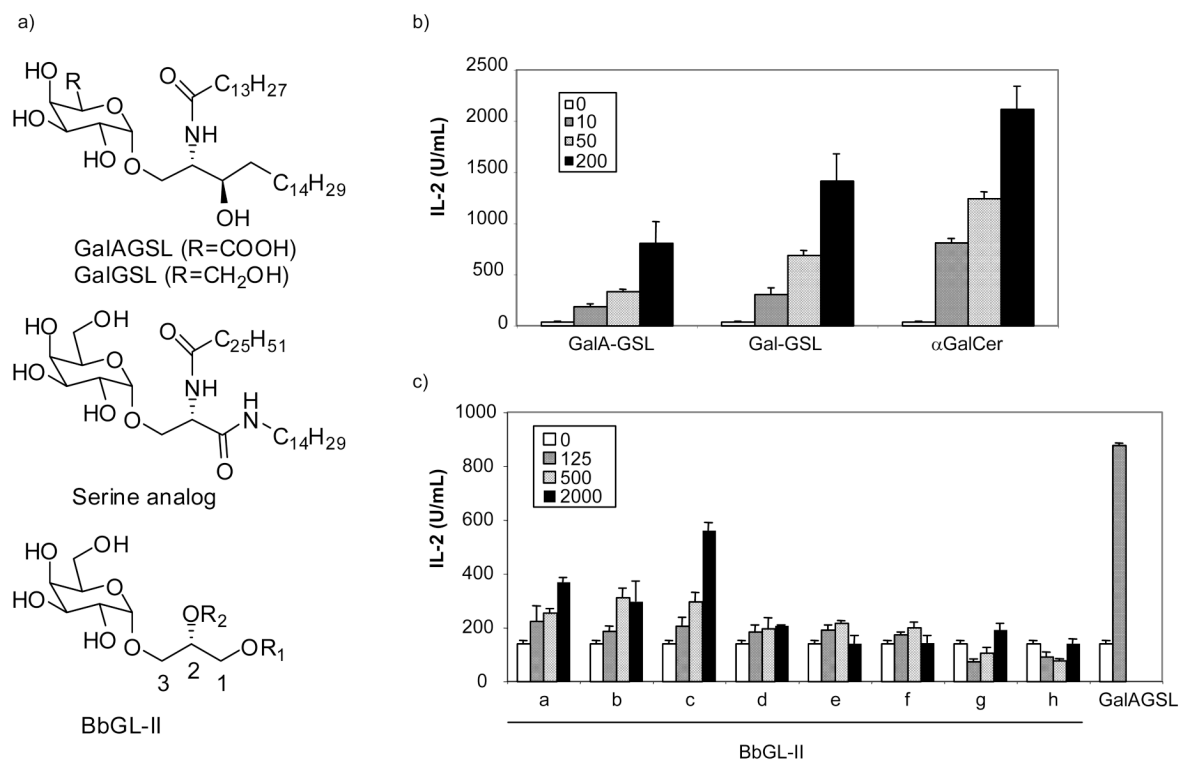 a)
HO
R
O
HO
HO
O
O
C₁₃H₂₇
NH
C₁₄H₂₉
OH
GalAGSL (R=COOH)
GalGSL (R=CH₂OH)
HO
OH
O
HO
HO
O
O
C₂₅H₅₁
NH
H
N
C₁₄H₂₉
O
Serine analog
HO
OH
O
HO
HO
O
OR₂
OR₁
3 2 1
BbGL-II
b)
IL-2 (U/mL)
2500
2000
1500
1000
500
0
0
10
50
200
GalA-GSL Gal-GSL αGalCer
c)
IL-2 (U/mL)
1000
800
600
400
200
0
0
125
500
2000
a b c d e f g h GalAGSL
BbGL-II